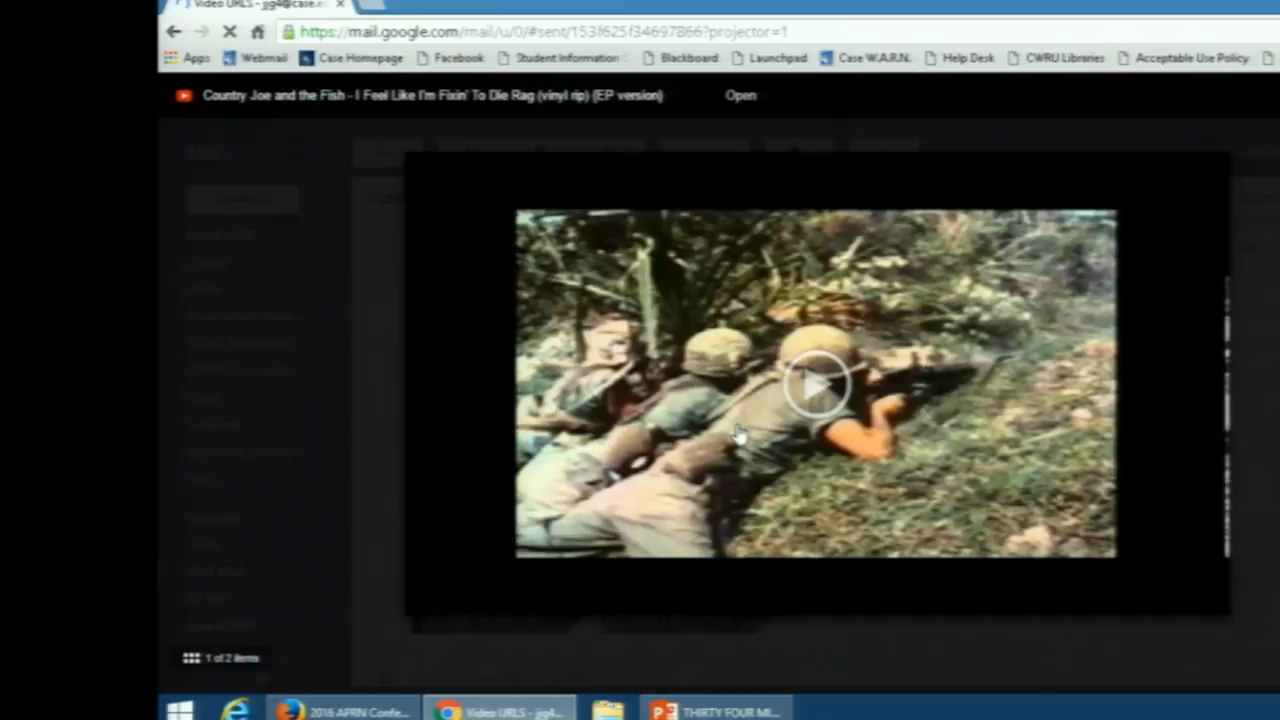 Video URLS - jjg4@case.e
https://mail.google.com/mail/u/0/#sent/153f625f34697866?projector=1
Apps Webmail Case Homepage Facebook Student Information Blackboard Launchpad Case W.A.R.N. Help Desk CWRU Libraries Acceptable Use Policy
Country Joe and the Fish - I Feel Like I'm Fixin' To Die Rag (vinyl rip) (EP version) Open
1 of 2 items
2016 APRN Confe... Video URLS - jjg4... THIRTY FOUR MI...